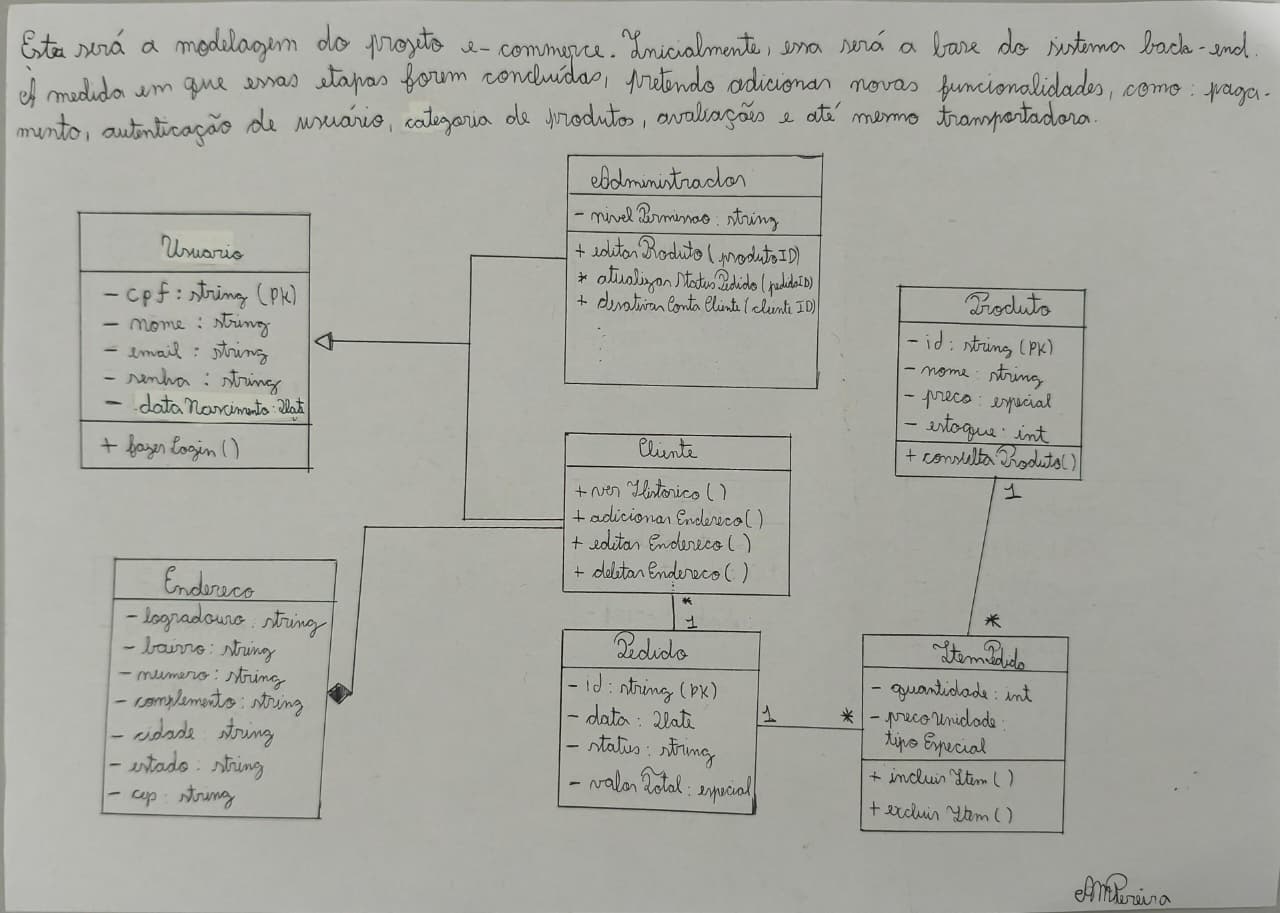 Esta será a modelagem do projeto e-commerce. Inicialmente, essa será a base do sistema back-end.
À medida em que essas etapas forem concluídas, pretendo adicionar novas funcionalidades, como: paga-
mento, autenticação de usuário, categoria de produtos, avaliações e até mesmo transportadora.
Administrador
- nivelPermissao: string
+ editarProduto(produtoID)
* atualizarStatusPedido(pedidoID)
+ desativarContaCliente(clienteID)
Usuario
- cpf: string (PK)
- nome: string
- email: string
- senha: string
- dataNascimento: Date
+ fazerLogin()
Produto
- id: string (PK)
- nome: string
- preco: especial
- estoque: int
+ consultaProduto()
1
*
Cliente
+ verHistorico()
+ adicionarEndereco()
+ editarEndereco()
+ deletarEndereco()
*
1
Endereco
- logradouro: string
- bairro: string
- numero: string
- complemento: string
- cidade: string
- estado: string
- cep: string
Pedido
- id: string (PK)
- data: Date
- status: string
- valorTotal: especial
1
*
ItemPedido
- quantidade: int
- precoUnidade:
tipoEspecial
+ incluirItem()
+ excluirItem()
AMPereira